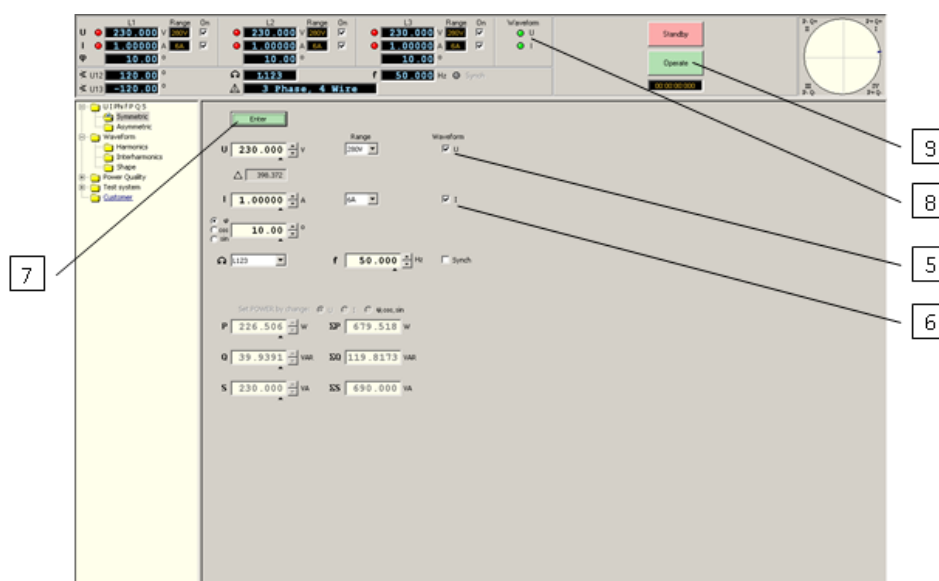 L1 Range On L2 Range On L3 Range On Waveform
U 230.000 V 280V 230.000 V 280V 230.000 V 280V U
I 1.00000 A 6A 1.00000 A 6A 1.00000 A 6A I
φ 10.00 ° 10.00 ° 10.00 °
∢ U12 120.00 ° L123 f 50.000 Hz Synch
∢ U13 -120.00 ° 3 Phase, 4 Wire
Standby
Operate
00:00:00:000
P- Q+ P+ Q+
II I
III IV
P- Q- P+ Q-
U I PhiF P Q S
Symmetric
Asymmetric
Waveform
Harmonics
Interharmonics
Shape
Power Quality
Test system
Customer
Enter
Range Waveform
U 230.000 V 280V U
398.372
I 1.00000 A 6A I
φ
cos 10.00 °
sin
L123 f 50.000 Hz Synch
Set POWER by change U I φ,cos,sin
P 226.506 W ΣP 679.518 W
Q 39.9391 VAR ΣQ 119.8173 VAR
S 230.000 VA ΣS 690.000 VA
7
9
8
5
6